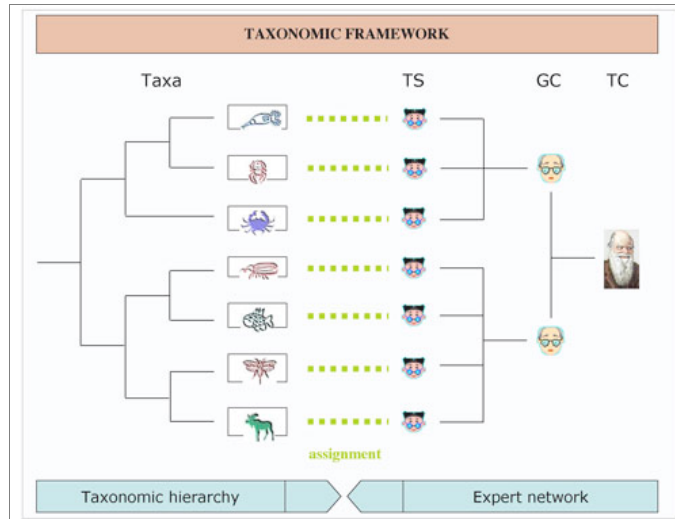 TAXONOMIC FRAMEWORK
Taxa TS GC TC
assignment
Taxonomic hierarchy Expert network